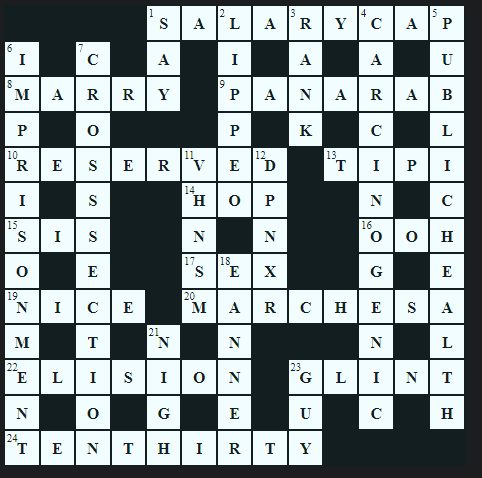 1 S A 2 L A 3 R Y 4 C A 5 P
6 I 7 C A I A A U
8 M A R R Y 9 P A N A R A B
P O P K C L
10 R E S E R 11 V E 12 D 13 T I P I
I S 14 H O P N C
15 S I S N N 16 O O H
O E 17 S 18 E X G E
19 N I C E 20 M A R C H E S A
M T 21 N N N L
22 E L I S I O N 23 G L I N T
N O G E U C H
24 T E N T H I R T Y